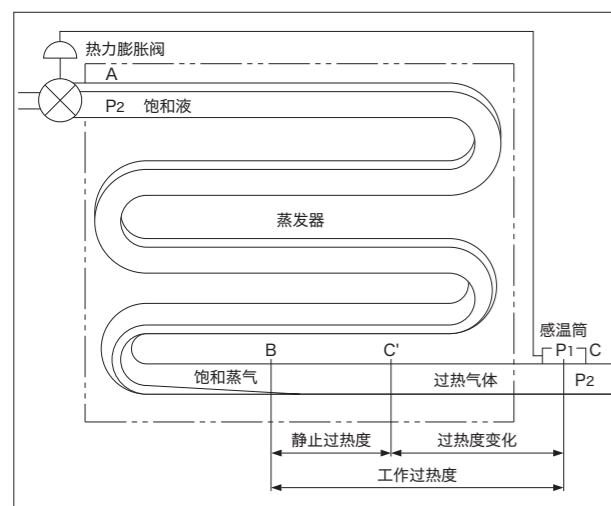 热力膨胀阀
A
P2 饱和液
蒸发器
感温筒
B C' P1 C
饱和蒸气 过热气体 P2
静止过热度 过热度变化
工作过热度